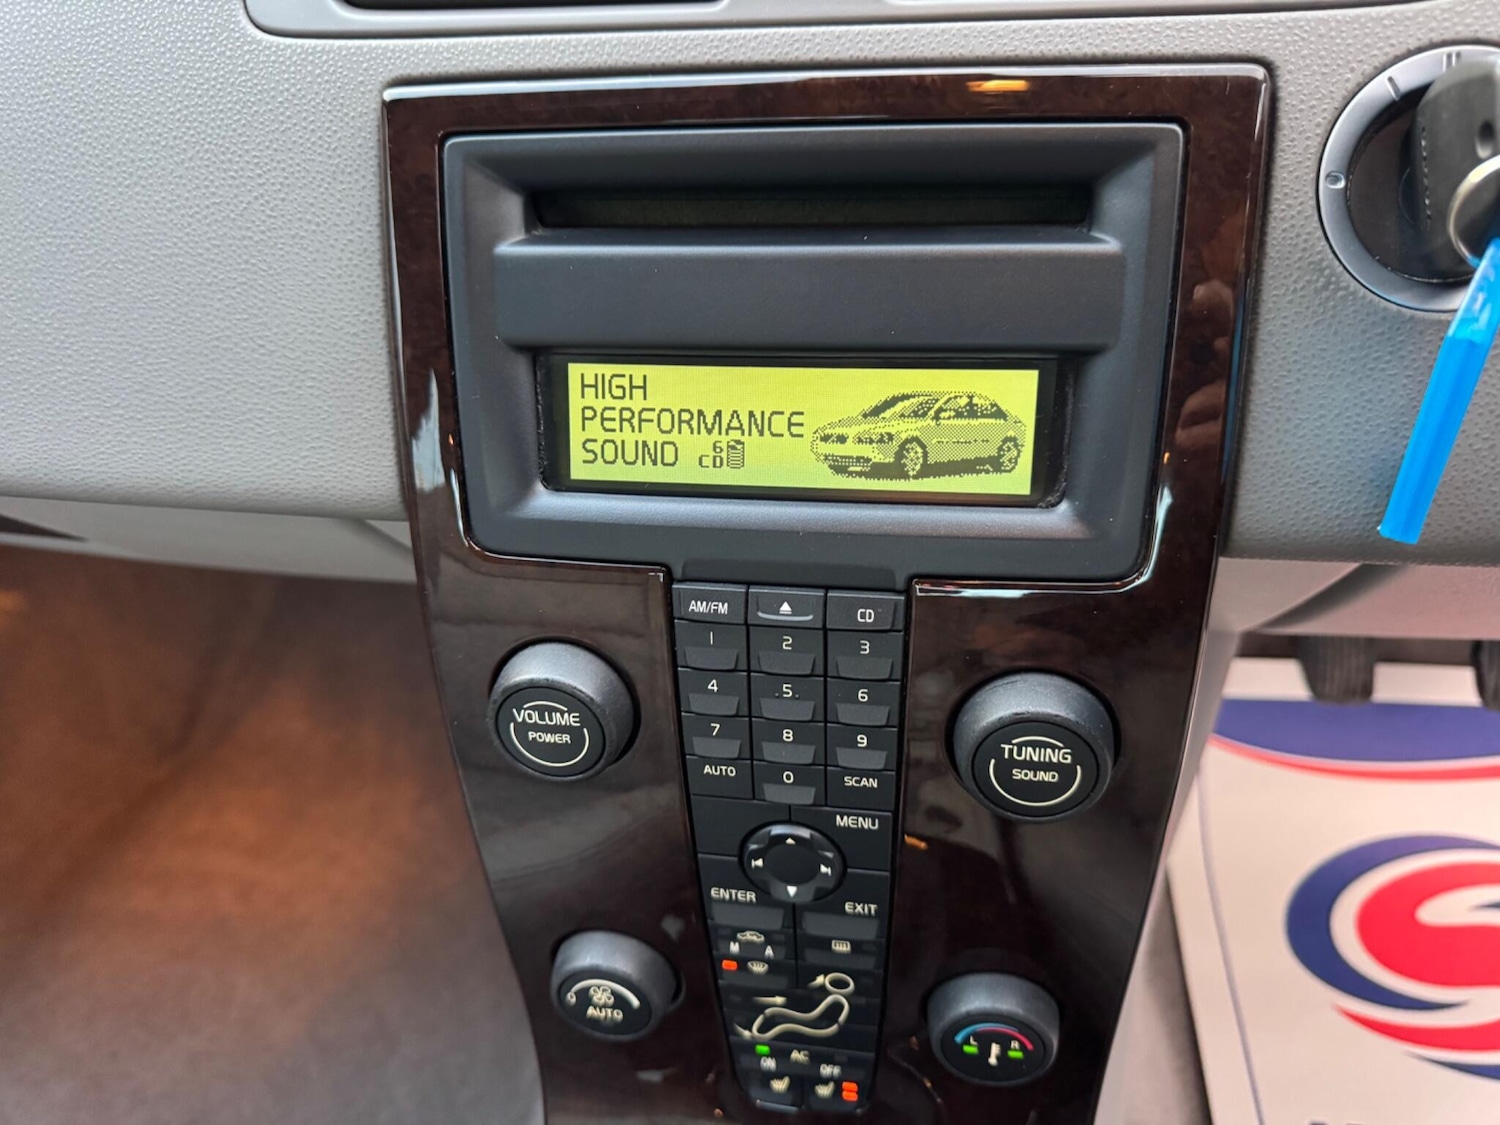 HIGH
PERFORMANCE
SOUND 6
CD
AM/FM CD
1 2 3
4 5 6
7 8 9
AUTO 0 SCAN
VOLUME
POWER
TUNING
SOUND
MENU
ENTER
EXIT
M A
0
AUTO
L R
AC
ON OFF